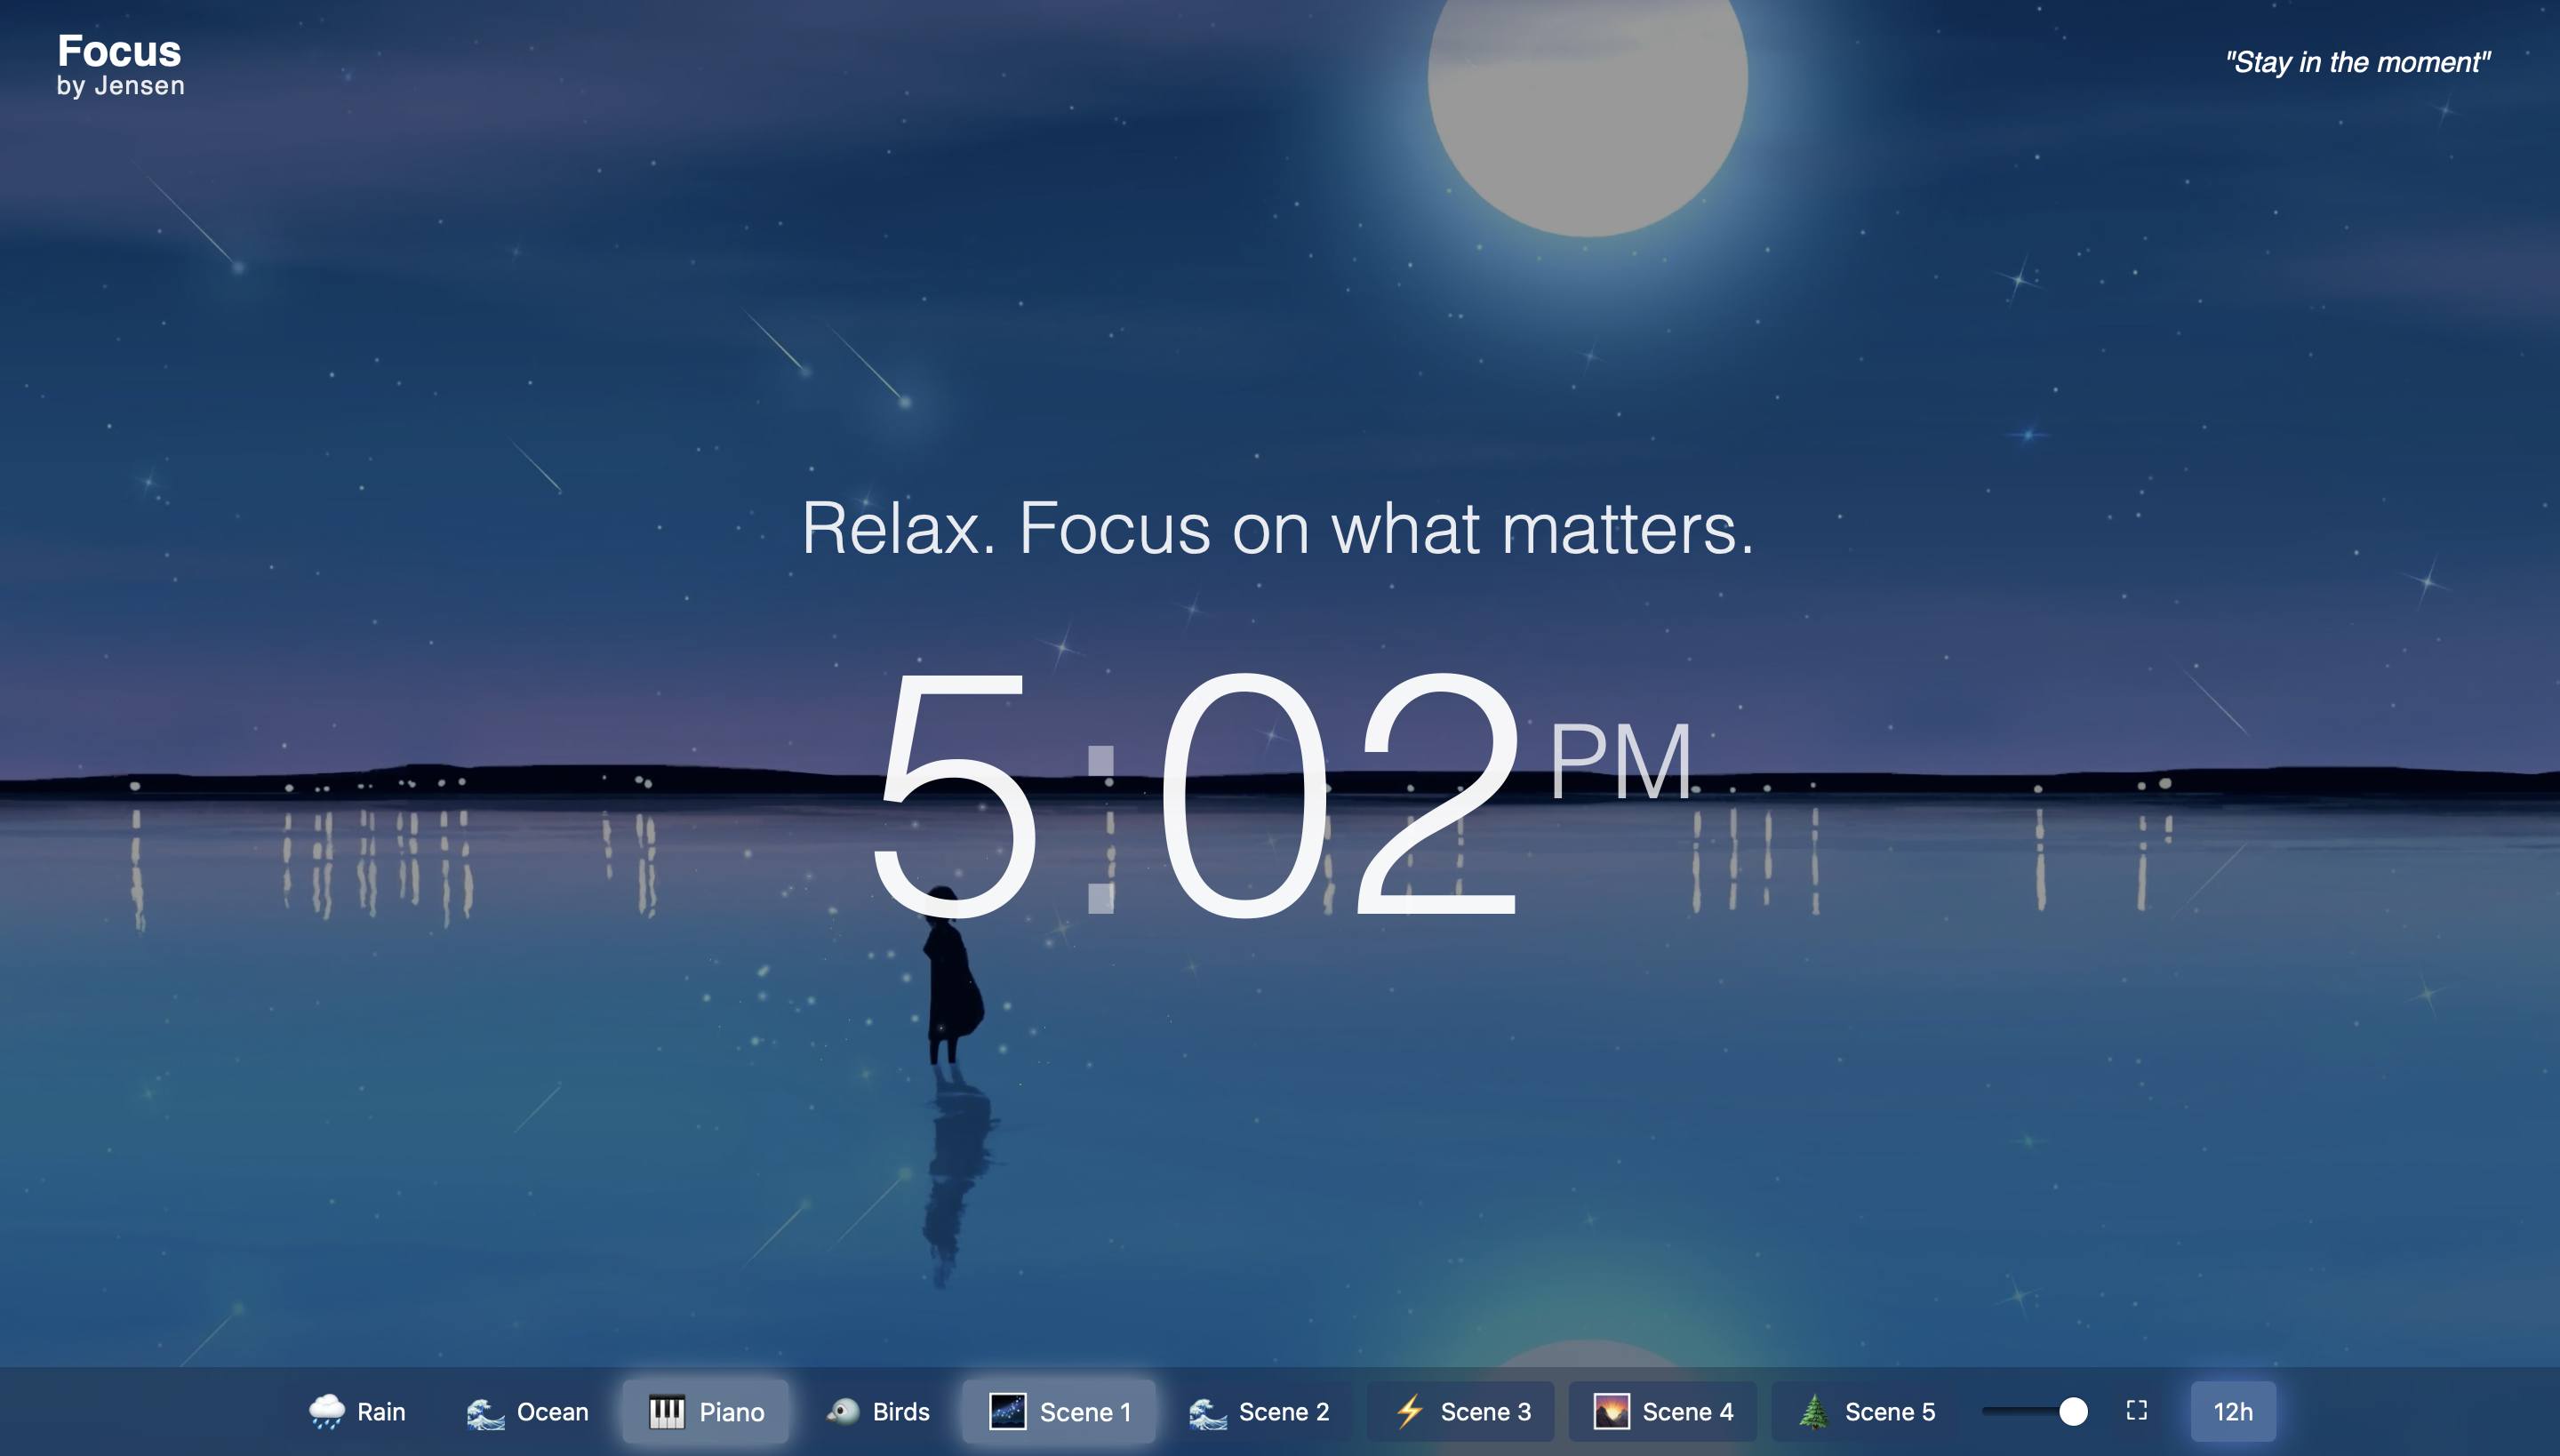 Focus
by Jensen
"Stay in the moment"
Relax. Focus on what matters.
5:02 PM
Rain
Ocean
Piano
Birds
Scene 1
Scene 2
Scene 3
Scene 4
Scene 5
12h